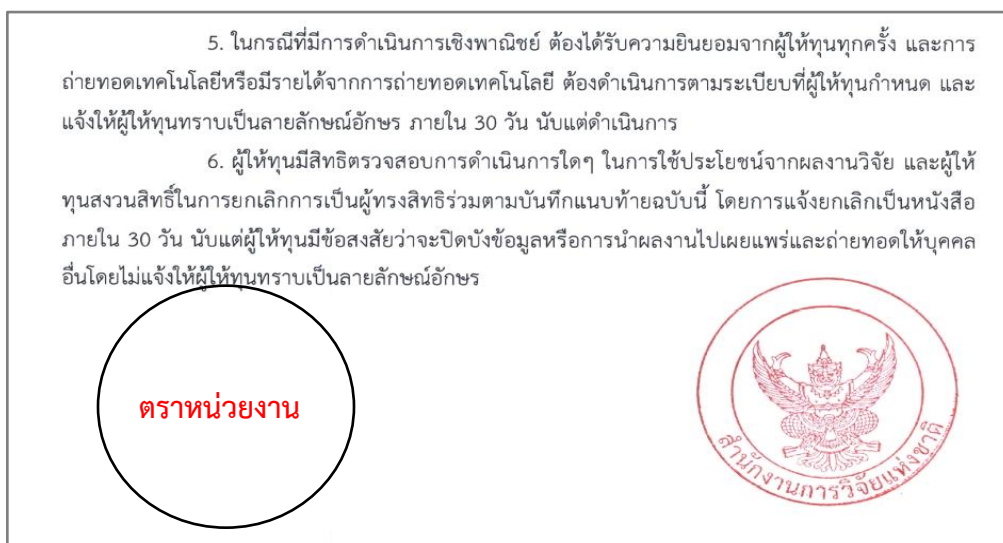 5. ในกรณีที่มีการดำเนินการเชิงพาณิชย์ ต้องได้รับความยินยอมจากผู้ให้ทุนทุกครั้ง และการ
ถ่ายทอดเทคโนโลยีหรือมีรายได้จากการถ่ายทอดเทคโนโลยี ต้องดำเนินการตามระเบียบที่ผู้ให้ทุนกำหนด และ
แจ้งให้ผู้ให้ทุนทราบเป็นลายลักษณ์อักษร ภายใน 30 วัน นับแต่ดำเนินการ
6. ผู้ให้ทุนมีสิทธิตรวจสอบการดำเนินการใดๆ ในการใช้ประโยชน์จากผลงานวิจัย และผู้ให้
ทุนสงวนสิทธิ์ในการยกเลิกการเป็นผู้ทรงสิทธิร่วมตามบันทึกแนบท้ายฉบับนี้ โดยการแจ้งยกเลิกเป็นหนังสือ
ภายใน 30 วัน นับแต่ผู้ให้ทุนมีข้อสงสัยว่าจะปิดบังข้อมูลหรือการนำผลงานไปเผยแพร่และถ่ายทอดให้บุคคล
อื่นโดยไม่แจ้งให้ผู้ให้ทุนทราบเป็นลายลักษณ์อักษร
ตราหน่วยงาน
สำนักงานการวิจัยแห่งชาติ